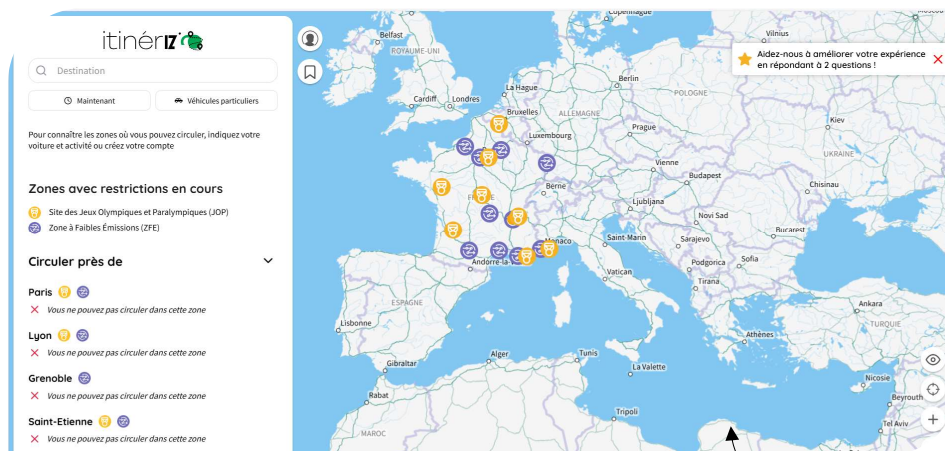 itinérIZ
Destination
Maintenant
Véhicules particuliers
Pour connaître les zones où vous pouvez circuler, indiquez votre
voiture et activité ou créez votre compte
Zones avec restrictions en cours
Site des Jeux Olympiques et Paralympiques (JOP)
Zone à Faibles Émissions (ZFE)
Circuler près de
Paris
Vous ne pouvez pas circuler dans cette zone
Lyon
Vous ne pouvez pas circuler dans cette zone
Grenoble
Vous ne pouvez pas circuler dans cette zone
Saint-Etienne
Vous ne pouvez pas circuler dans cette zone
Aidez-nous à améliorer votre expérience
en répondant à 2 questions !
Copenhague
Moscou
Belfast
Vilnius
ROYAUME-UNI
Berlin
La Hague
POLOGNE
Cardiff
Londres
Bruxelles
ALLEMAGNE
Kiev
Prague
Luxembourg
UKRAINE
Vienne
Budapest
Berne
Chisinau
Ljubljana
Novi Sad
Bucarest
Monaco
Saint-Marin
Sarajevo
Andorre-la-
Podgorica
Sofia
Vatican
Tirana
ESPAGNE
Ankara
Lisbonne
TURQUIE
Athènes
Gibraltar
Alger
Tunis
La Valette
Nicosie
Rabat
Beyrouth
Tripoli
Tel Aviv
MAROC